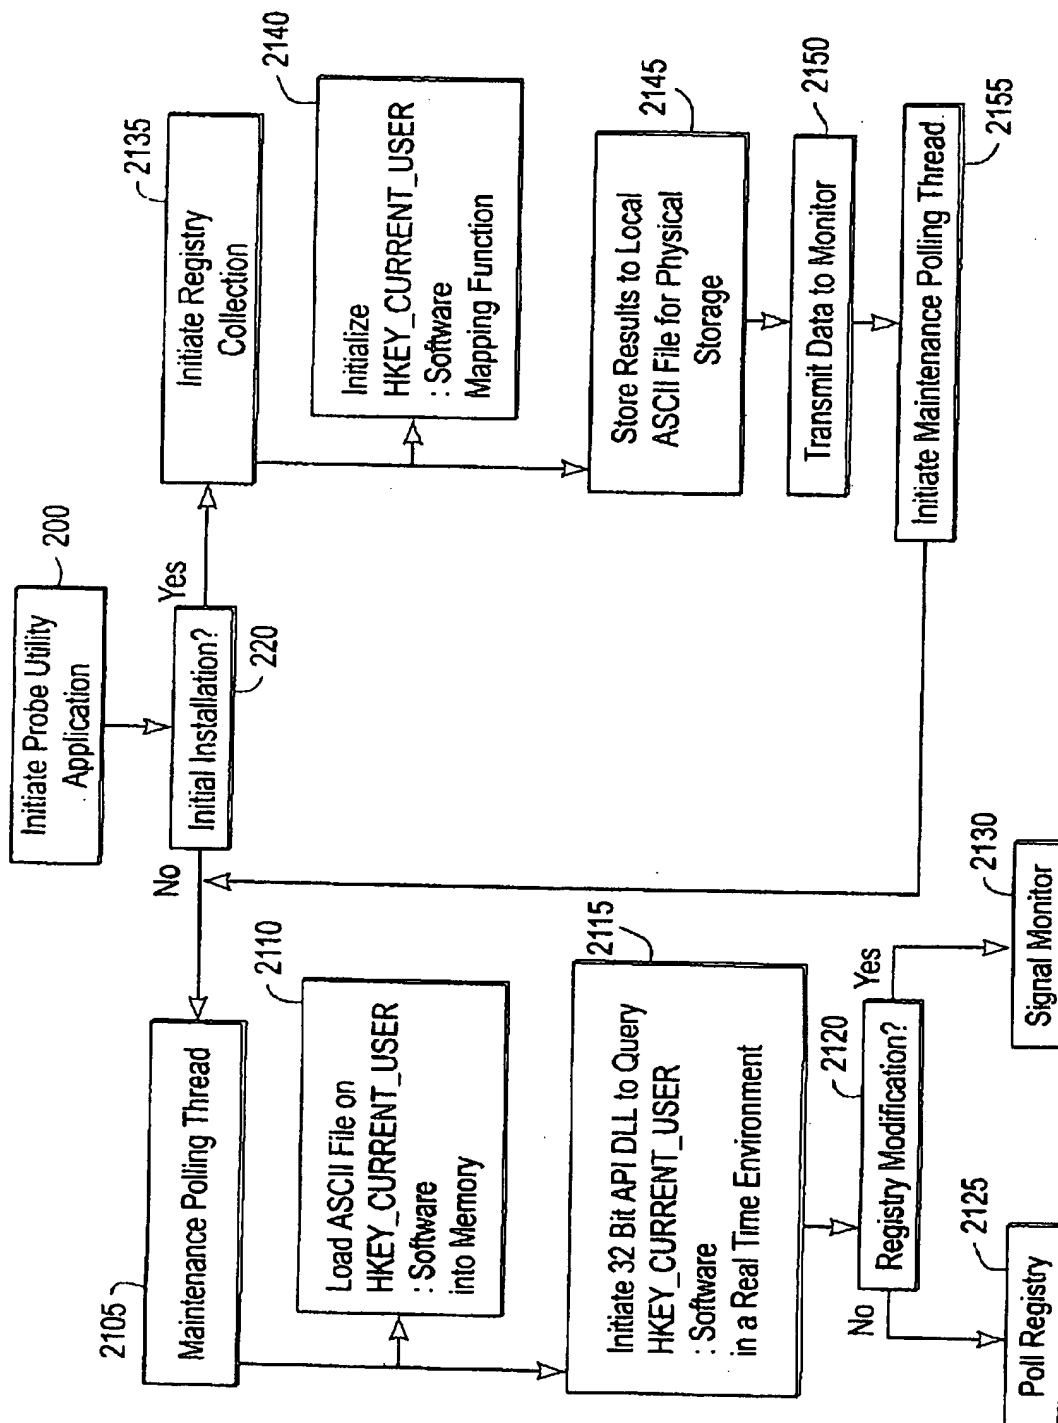 200
Initiate Probe Utility
Application
Initial Installation?
220
No
Yes
2105
Maintenance Polling Thread
2110
Load ASCII File on
HKEY_CURRENT_USER
: Software
into Memory
2115
Initiate 32 Bit API DLL to Query
HKEY_CURRENT_USER
: Software
in a Real Time Environment
2120
Registry Modification?
No
Yes
2125
Poll Registry
2130
Signal Monitor
2135
Initiate Registry
Collection
2140
Initialize
HKEY_CURRENT_USER
: Software
Mapping Function
2145
Store Results to Local
ASCII File for Physical
Storage
2150
Transmit Data to Monitor
2155
Initiate Maintenance Polling Thread